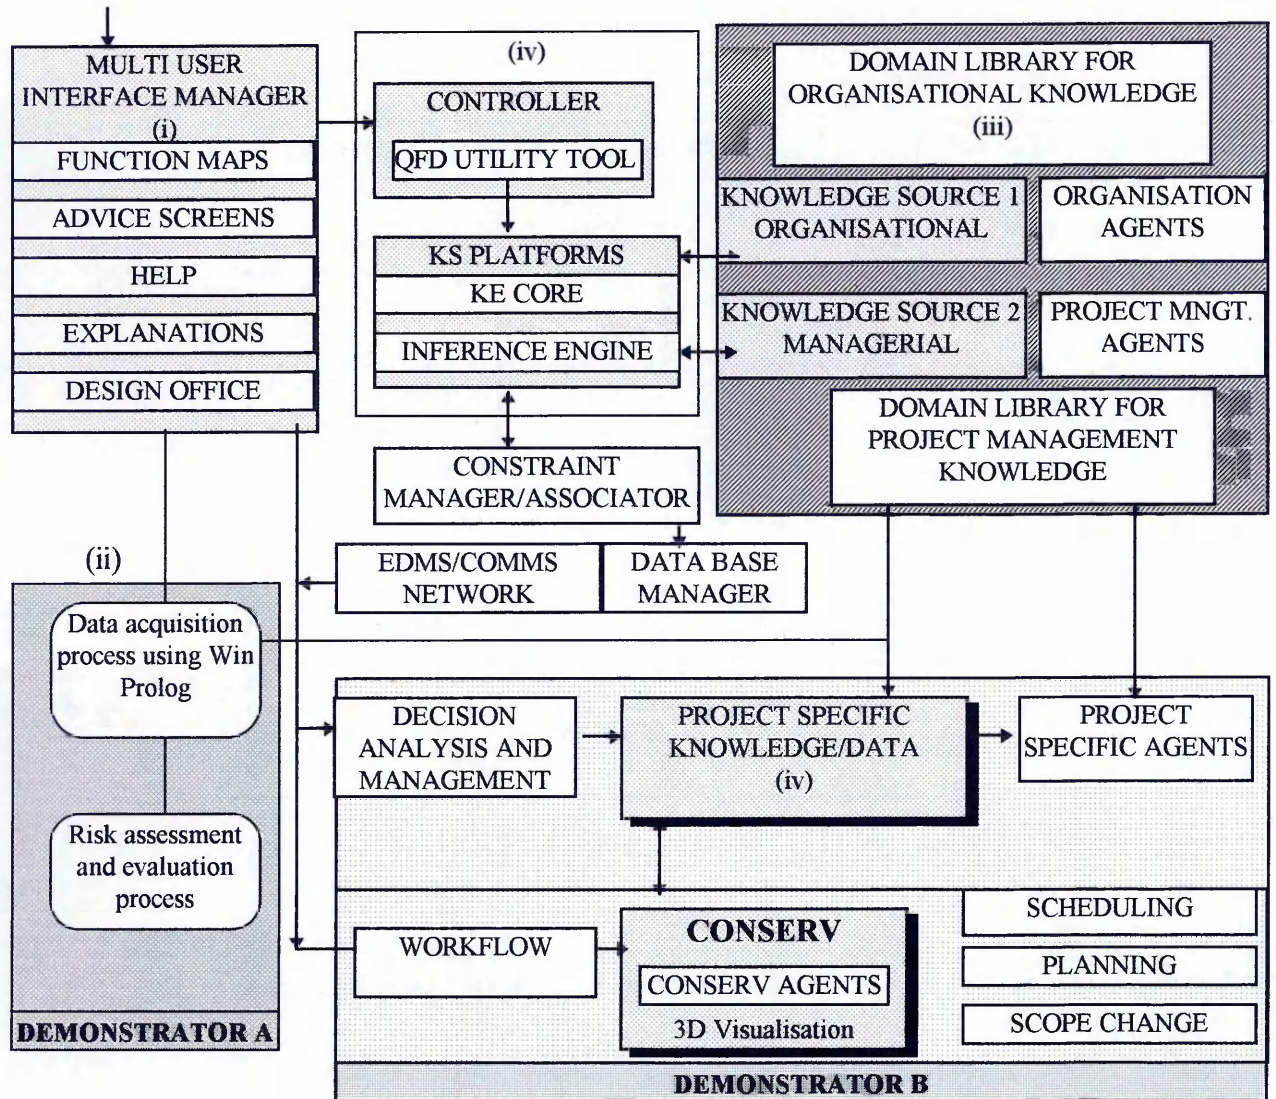 MULTI USER
INTERFACE MANAGER
(i)
FUNCTION MAPS
ADVICE SCREENS
HELP
EXPLANATIONS
DESIGN OFFICE
(iv)
CONTROLLER
QFD UTILITY TOOL
KS PLATFORMS
KE CORE
INFERENCE ENGINE
CONSTRAINT
MANAGER/ASSOCIATOR
EDMS/COMMS
NETWORK
DATA BASE
MANAGER
DOMAIN LIBRARY FOR
ORGANISATIONAL KNOWLEDGE
(iii)
KNOWLEDGE SOURCE 1
ORGANISATIONAL
ORGANISATION
AGENTS
KNOWLEDGE SOURCE 2
MANAGERIAL
PROJECT MNGT.
AGENTS
DOMAIN LIBRARY FOR
PROJECT MANAGEMENT
KNOWLEDGE
(ii)
Data acquisition
process using Win
Prolog
Risk assessment
and evaluation
process
DEMONSTRATOR A
DECISION
ANALYSIS AND
MANAGEMENT
PROJECT SPECIFIC
KNOWLEDGE/DATA
(iv)
PROJECT
SPECIFIC AGENTS
WORKFLOW
CONSERV
CONSERV AGENTS
3D Visualisation
SCHEDULING
PLANNING
SCOPE CHANGE
DEMONSTRATOR B